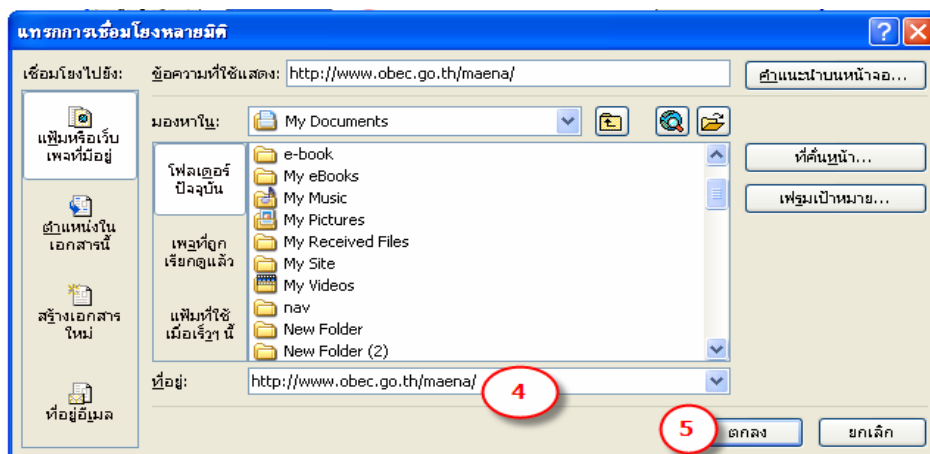 แทรกการเชื่อมโยงหลายมิติ
เชื่อมโยงไปยัง:
ข้อความที่ใช้แสดง: http://www.obec.go.th/maena/
คำแนะนำบนหน้าจอ...
แฟ้มหรือเว็บ
เพจที่มีอยู่
มองหาใน: My Documents
โฟลเดอร์
ปัจจุบัน
e-book
My eBooks
My Music
My Pictures
My Received Files
My Site
My Videos
nav
New Folder
New Folder (2)
ที่คั่นหน้า...
เฟรมเป้าหมาย...
ตำแหน่งใน
เอกสารนี้
เพจที่ถูก
เรียกดูแล้ว
สร้างเอกสาร
ใหม่
แฟ้มที่ใช้
เมื่อเร็วๆ นี้
ที่อยู่: http://www.obec.go.th/maena/
4
ที่อยู่อีเมล
5
ตกลง
ยกเลิก